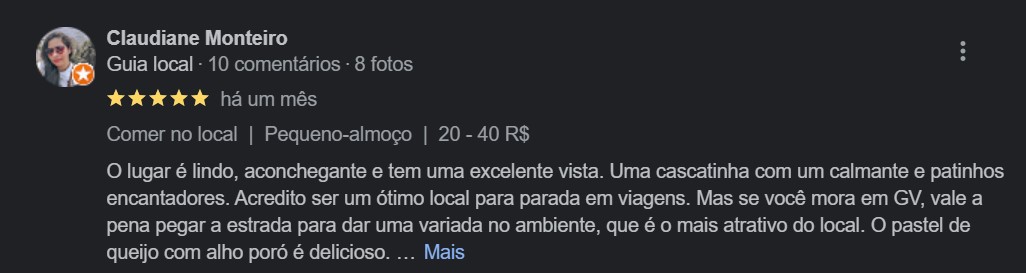 Claudiane Monteiro
Guia local · 10 comentários · 8 fotos
há um mês
Comer no local | Pequeno-almoço | 20 - 40 R$
O lugar é lindo, aconchegante e tem uma excelente vista. Uma cascatinha com um calmante e patinhos
encantadores. Acredito ser um ótimo local para parada em viagens. Mas se você mora em GV, vale a
pena pegar a estrada para dar uma variada no ambiente, que é o mais atrativo do local. O pastel de
queijo com alho poró é delicioso. … Mais